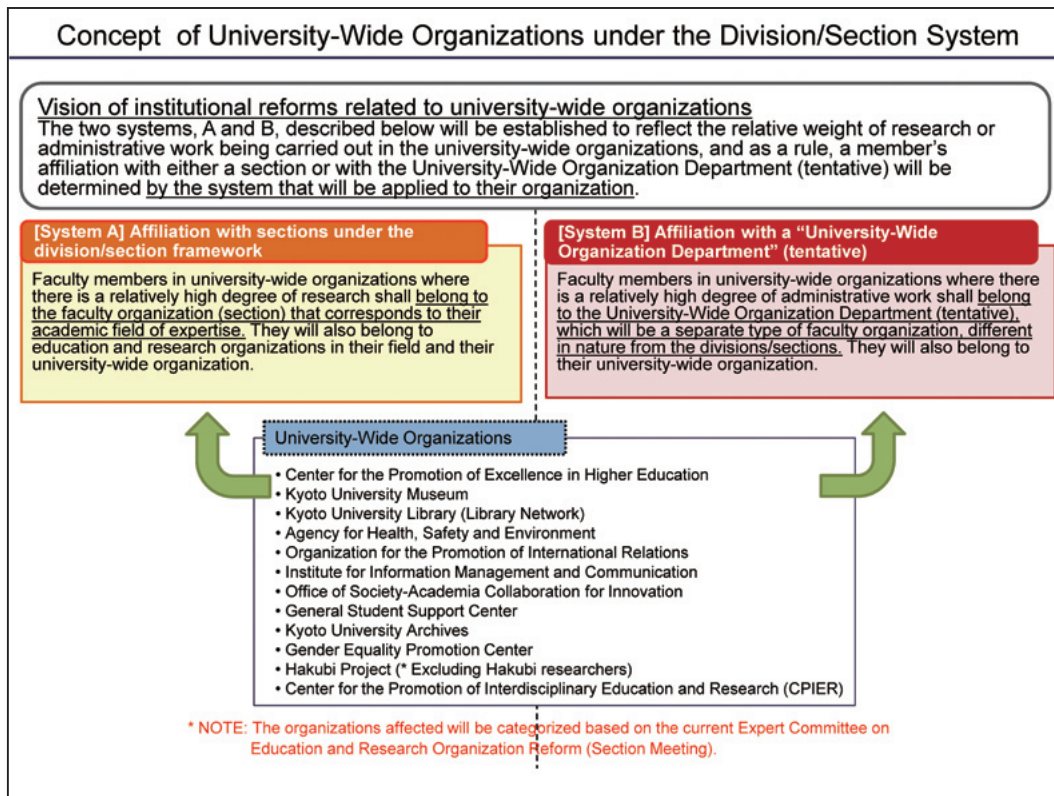 Concept of University-Wide Organizations under the Division/Section System
Vision of institutional reforms related to university-wide organizations
The two systems, A and B, described below will be established to reflect the relative weight of research or
administrative work being carried out in the university-wide organizations, and as a rule, a member's
affiliation with either a section or with the University-Wide Organization Department (tentative) will be
determined by the system that will be applied to their organization.
[System A] Affiliation with sections under the
division/section framework
Faculty members in university-wide organizations where
there is a relatively high degree of research shall belong to
the faculty organization (section) that corresponds to their
academic field of expertise. They will also belong to
education and research organizations in their field and their
university-wide organization.
[System B] Affiliation with a “University-Wide
Organization Department” (tentative)
Faculty members in university-wide organizations where there
is a relatively high degree of administrative work shall belong
to the University-Wide Organization Department (tentative),
which will be a separate type of faculty organization, different
in nature from the divisions/sections. They will also belong to
their university-wide organization.
University-Wide Organizations
• Center for the Promotion of Excellence in Higher Education
• Kyoto University Museum
• Kyoto University Library (Library Network)
• Agency for Health, Safety and Environment
• Organization for the Promotion of International Relations
• Institute for Information Management and Communication
• Office of Society-Academia Collaboration for Innovation
• General Student Support Center
• Kyoto University Archives
• Gender Equality Promotion Center
• Hakubi Project (* Excluding Hakubi researchers)
• Center for the Promotion of Interdisciplinary Education and Research (CPIER)
* NOTE: The organizations affected will be categorized based on the current Expert Committee on
Education and Research Organization Reform (Section Meeting).